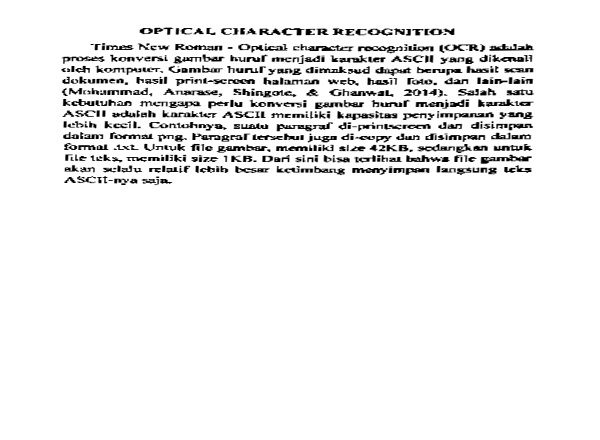 OPTICAL CHARACTER RECOGNITION
Times New Roman - Optical character recognition (OCR) adalah
proses konversi gambar huruf menjadi karakter ASCII yang dikenali
oleh komputer. Gambar huruf yang dimaksud dapat berupa hasil scan
dokumen, hasil print-screen halaman web, hasil foto, dan lain-lain
(Mohammad, Anarase, Shingote, & Ghanwat, 2014). Salah satu
kebutuhan mengapa perlu konversi gambar huruf menjadi karakter
ASCII adalah karakter ASCII memiliki kapasitas penyimpanan yang
lebih kecil. Contohnya, suatu paragraf di-printscreen dan disimpan
dalam format png. Paragraf tersebut juga di-copy dan disimpan dalam
format .txt. Untuk file gambar, memiliki size 42KB, sedangkan untuk
file teks, memiliki size 1KB. Dari sini bisa terlihat bahwa file gambar
akan selalu relatif lebih besar ketimbang menyimpan langsung teks
ASCII-nya saja.